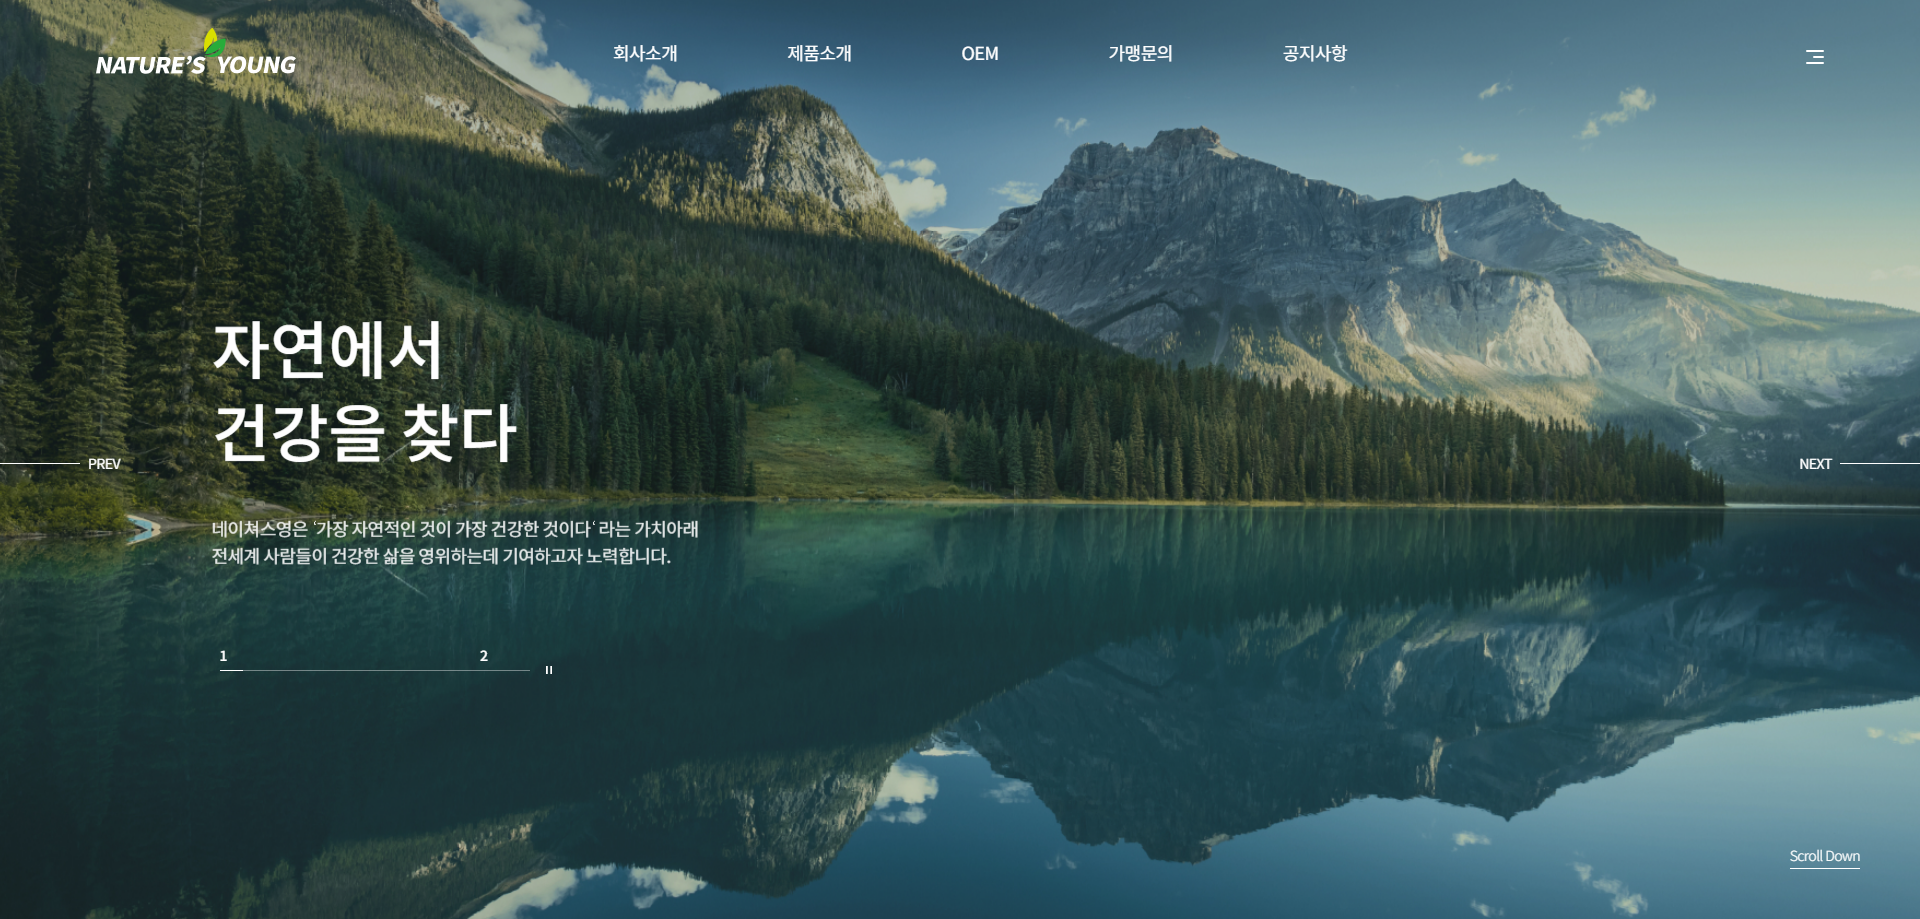 NATURE'S YOUNG
회사소개
제품소개
OEM
가맹문의
공지사항
자연에서
건강을 찾다
PREV
NEXT
네이쳐스영은 ‘가장 자연적인 것이 가장 건강한 것이다‘ 라는 가치아래
전세계 사람들이 건강한 삶을 영위하는데 기여하고자 노력합니다.
1
2
Scroll Down